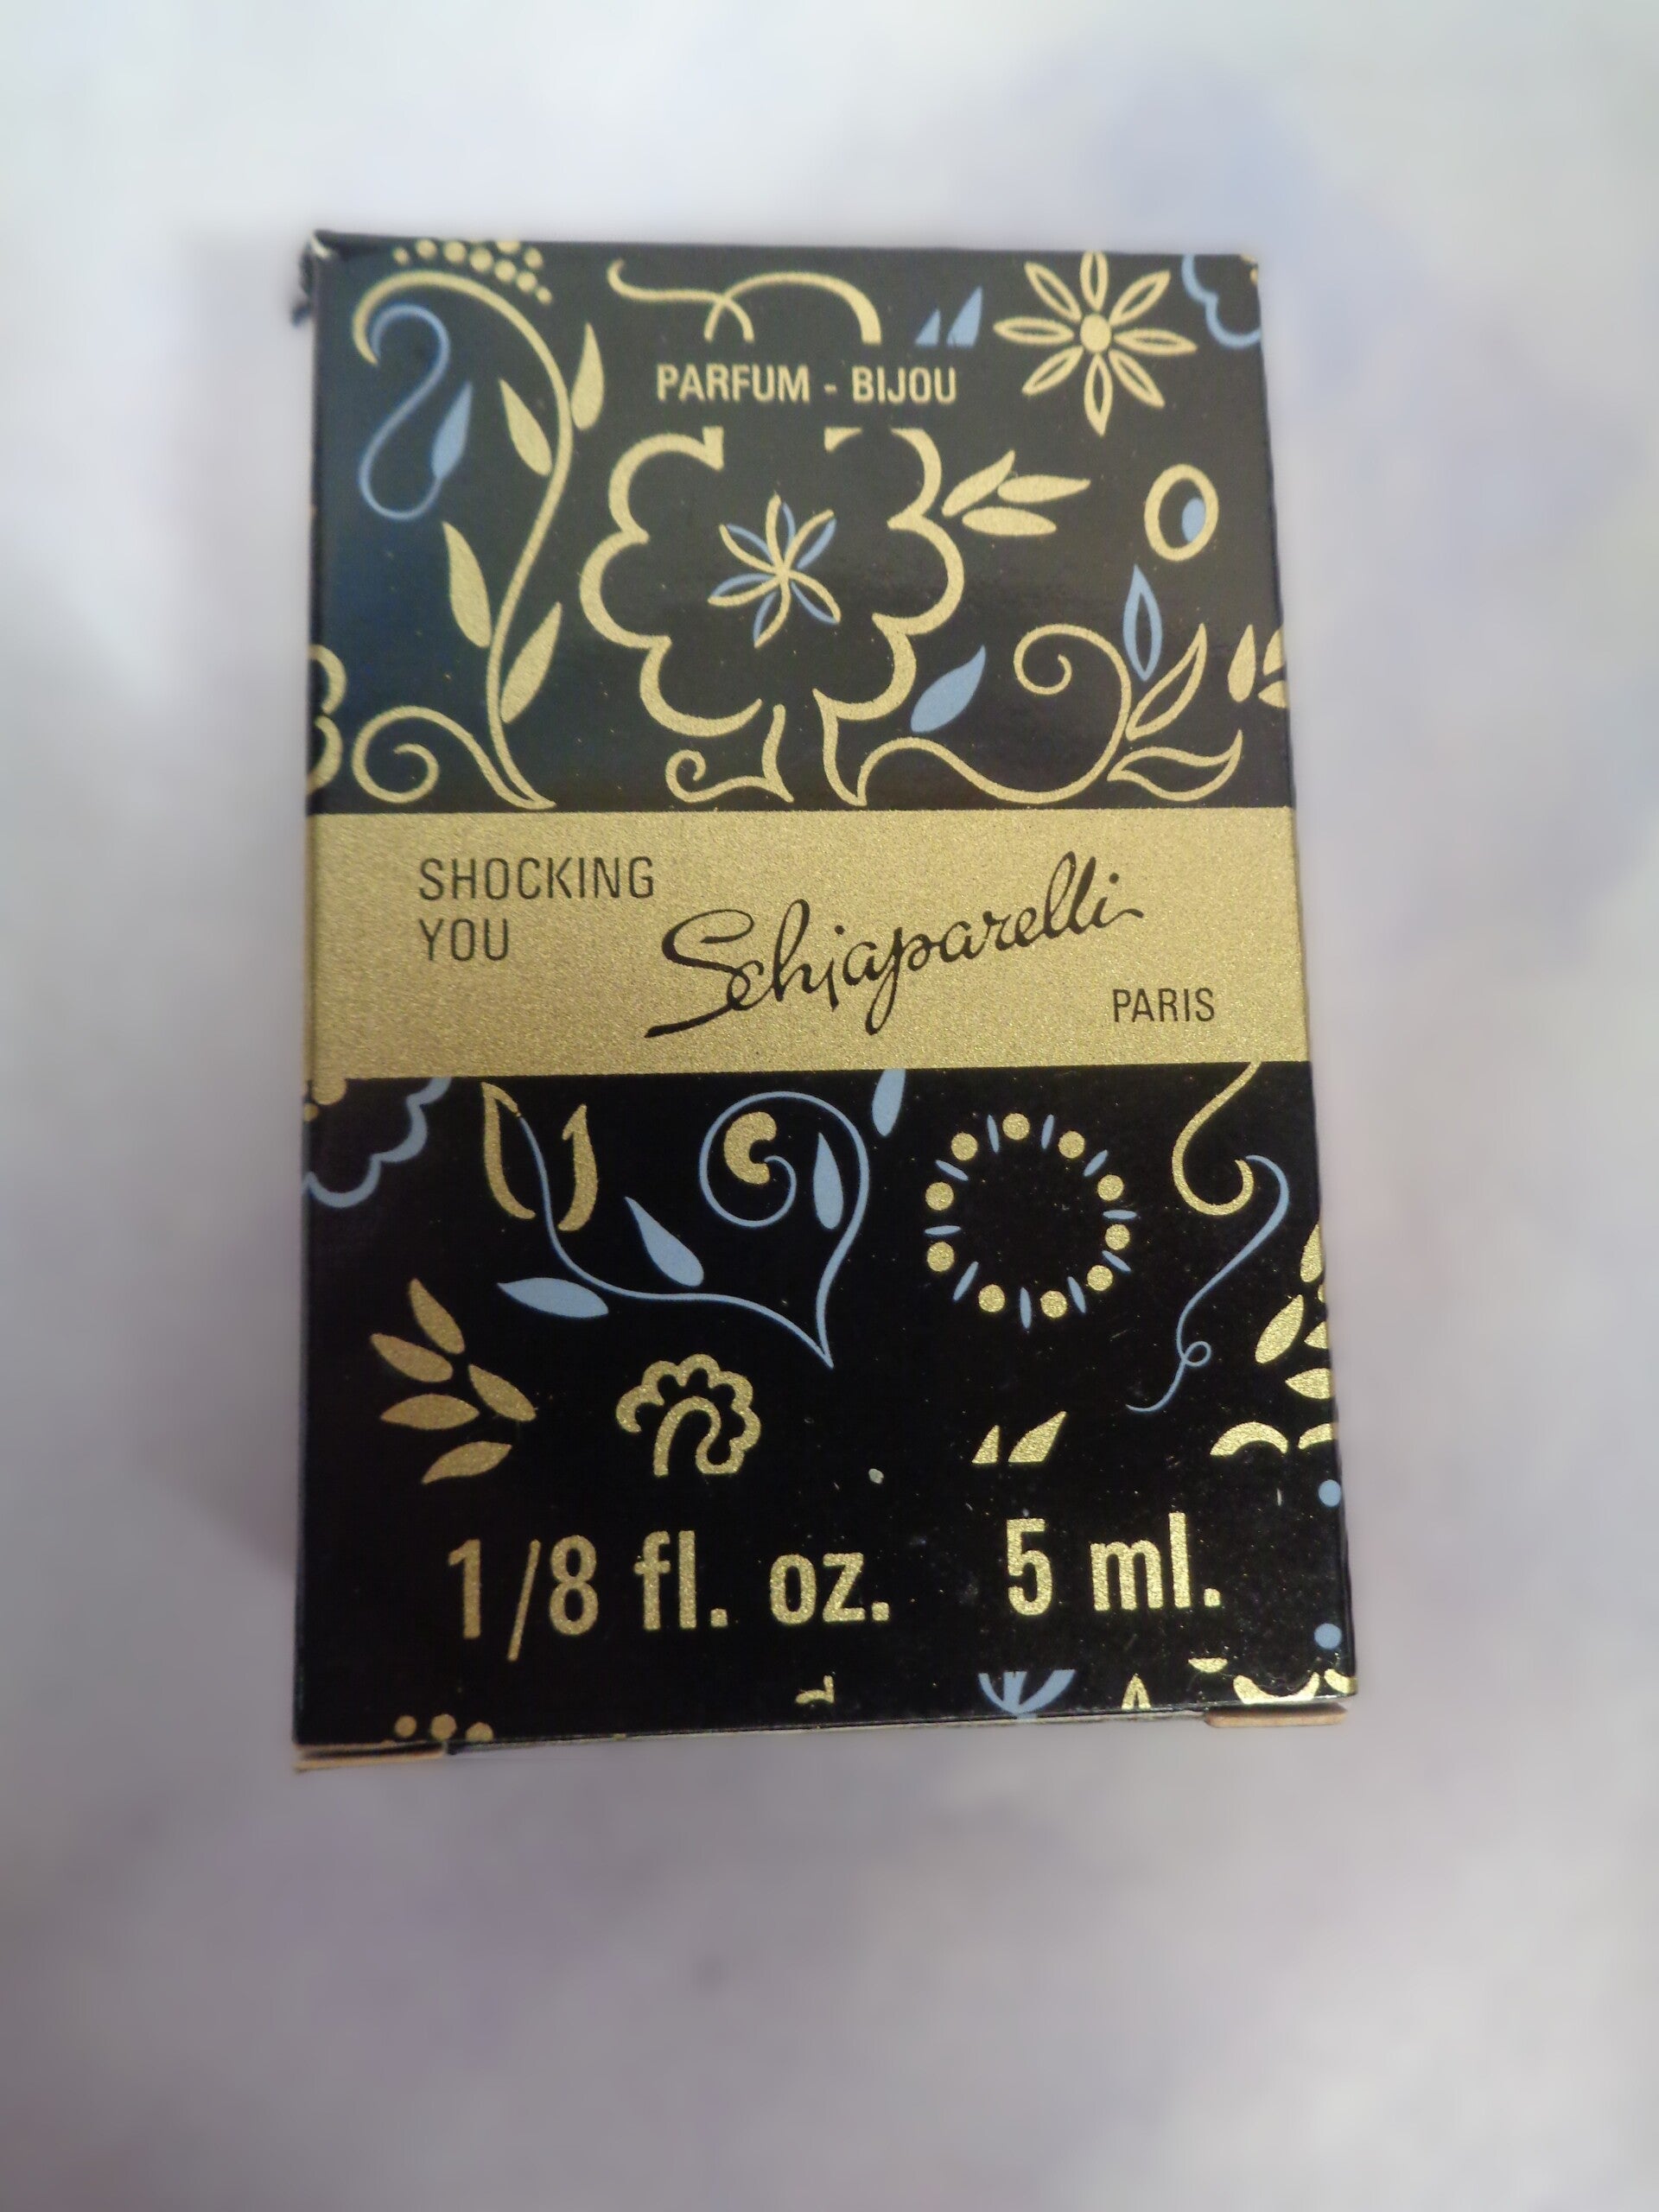 PARFUM - BIJOU
SHOCKING
YOU
Schiaparelli
PARIS
1/8 fl. oz. 5 ml.